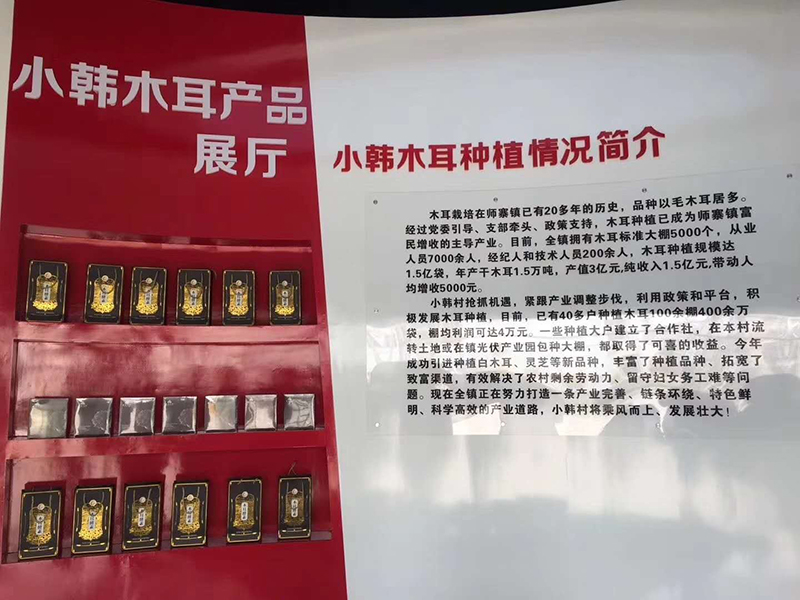 小韩木耳产品
展厅
小韩木耳种植情况简介
木耳栽培在师寨镇已有20多年的历史，品种以毛木耳居多。
经过党委引导、支部牵头、政策支持，木耳种植已成为师寨镇富
民增收的主导产业。目前，全镇拥有木耳标准大棚5000个，从业
人员7000余人，经纪人和技术人员200余人，木耳种植规模达
1.5亿袋，年产干木耳1.5万吨，产值3亿元,纯收入1.5亿元,带动人
均增收5000元。
小韩村抢抓机遇，紧跟产业调整步伐，利用政策和平台，积
极发展木耳种植，目前，已有40多户种植木耳100余棚400余万
袋，棚均利润可达4万元。一些种植大户建立了合作社，在本村流
转土地或在镇光伏产业园包种大棚，都取得了可喜的收益。今年
成功引进种植白木耳、灵芝等新品种，丰富了种植品种、拓宽了
致富渠道，有效解决了农村剩余劳动力、留守妇女务工难等问
题。现在全镇正在努力打造一条产业完善、链条环绕、特色鲜
明、科学高效的产业道路，小韩村将乘风而上、发展壮大！